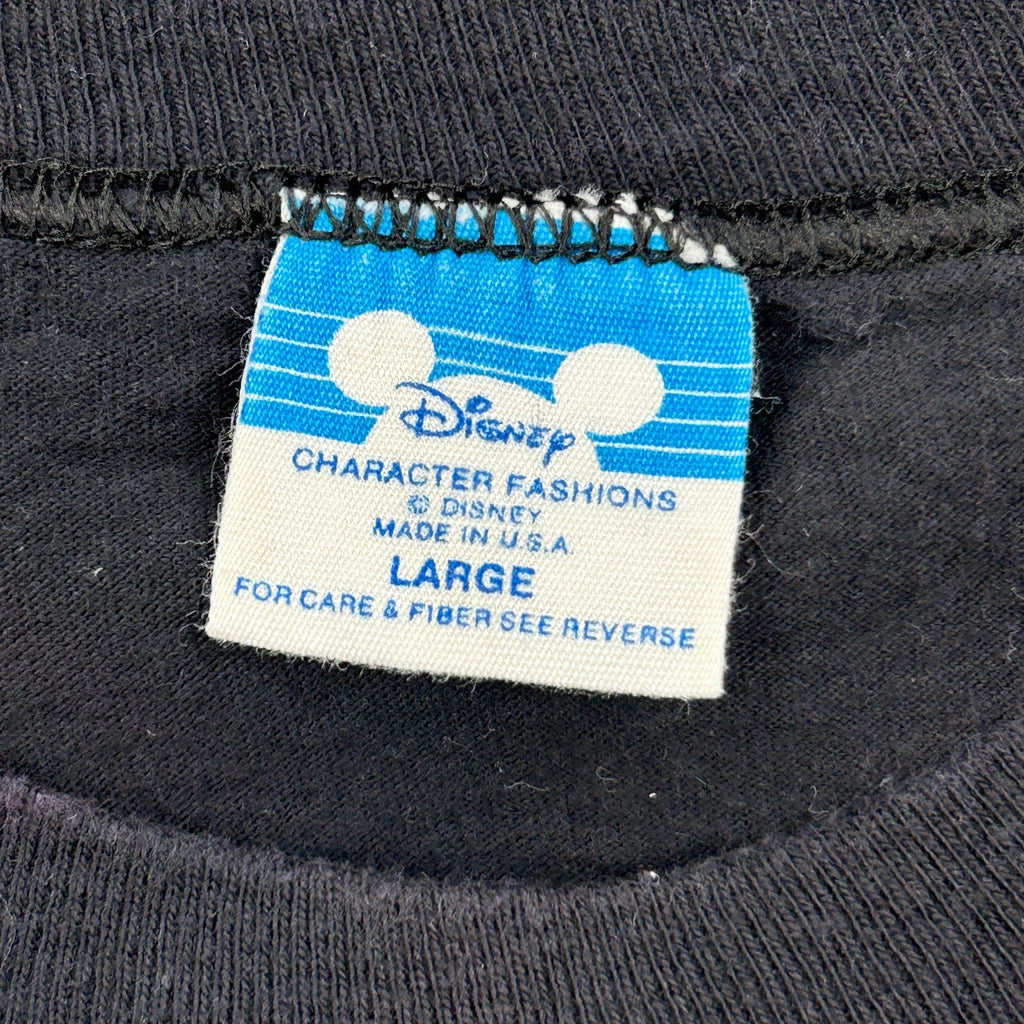 Disney
CHARACTER FASHIONS
© DISNEY
MADE IN U.S.A.
LARGE
FOR CARE & FIBER SEE REVERSE